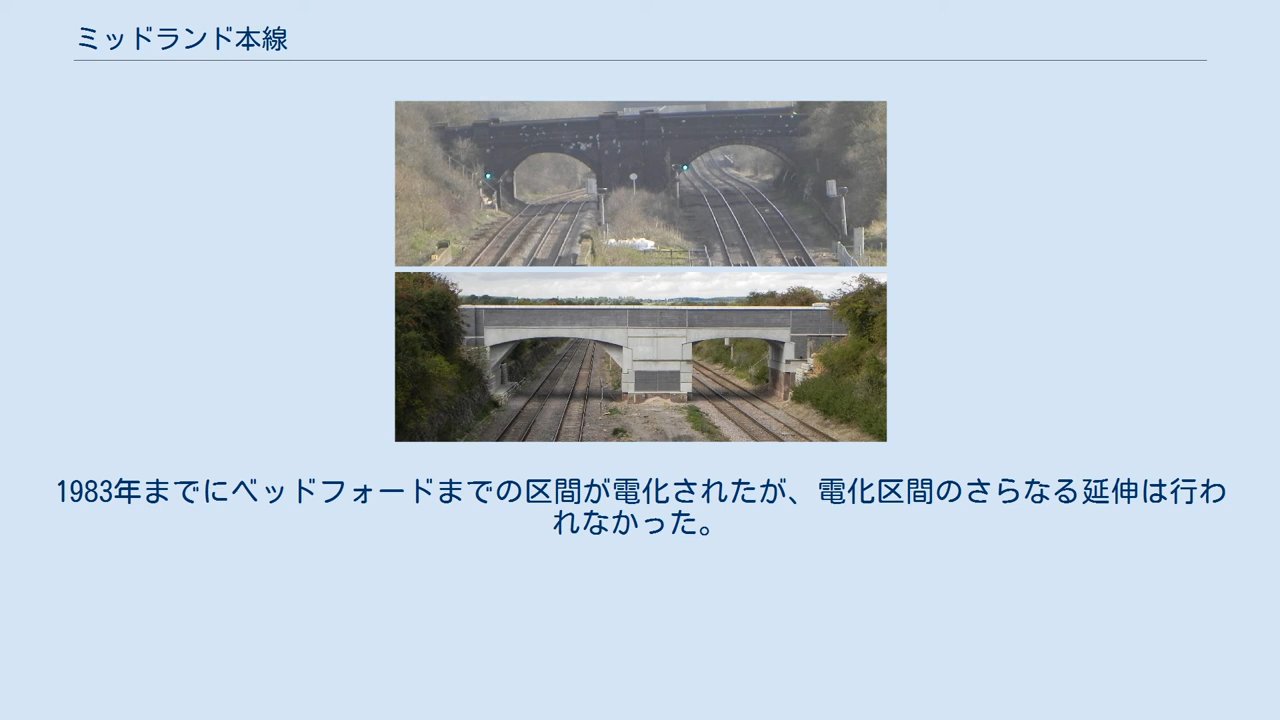 ミッドランド本線
1983年までにベッドフォードまでの区間が電化されたが、電化区間のさらなる延伸は行わ
れなかった。